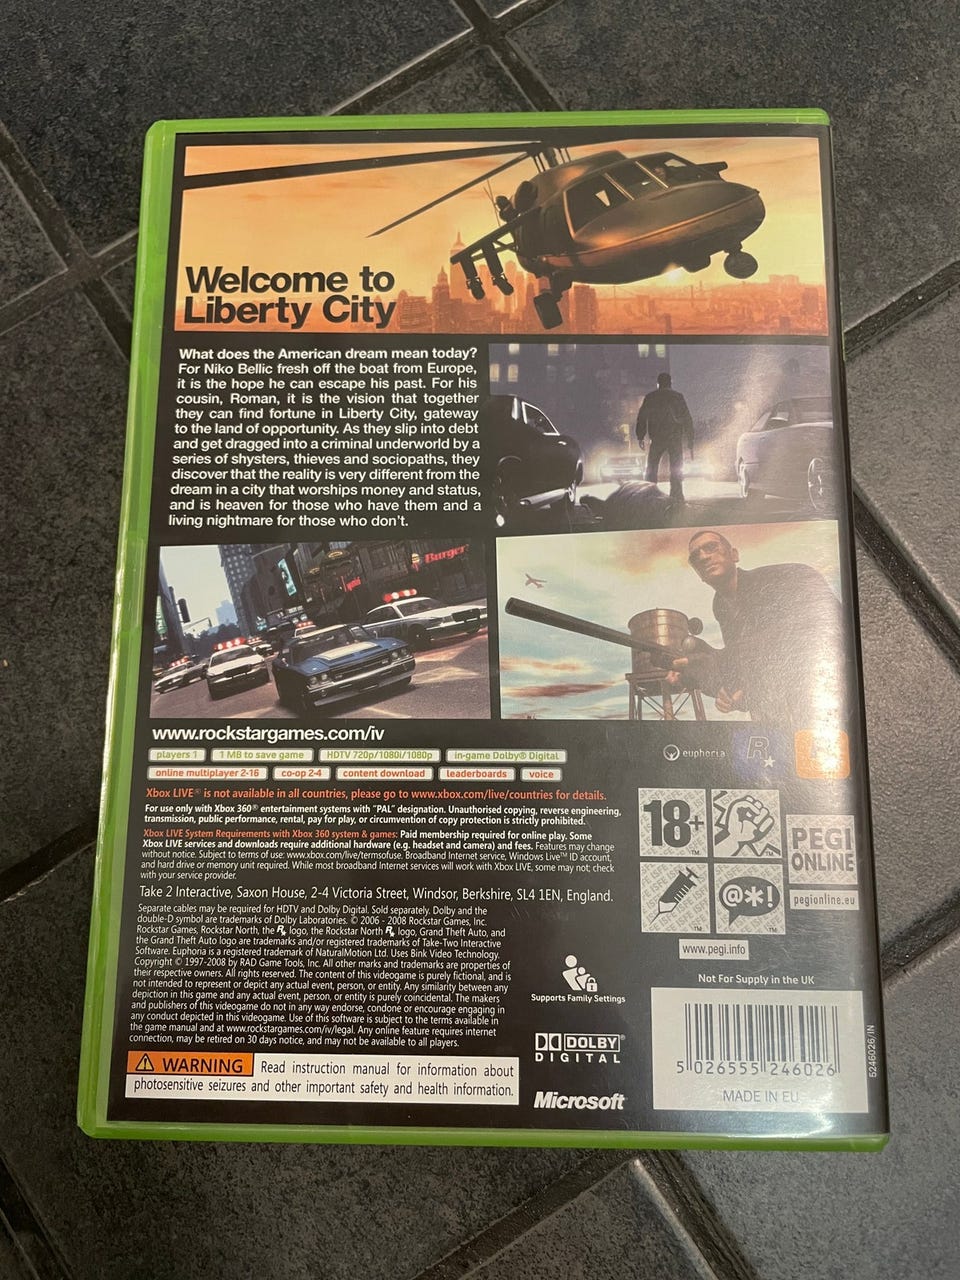 Welcome to
Liberty City
What does the American dream mean today?
For Niko Bellic fresh off the boat from Europe,
it is the hope he can escape his past. For his
cousin, Roman, it is the vision that together
they can find fortune in Liberty City, gateway
to the land of opportunity. As they slip into debt
and get dragged into a criminal underworld by a
series of shysters, thieves and sociopaths, they
discover that the reality is very different from the
dream in a city that worships money and status,
and is heaven for those who have them and a
living nightmare for those who don't.
Burger
www.rockstargames.com/iv
players 1
1 MB to save game
HDTV 720p/1080i/1080p
in-game Dolby® Digital
online multiplayer 2-16
co-op 2-4
content download
leaderboards
voice
euphoria
R
Xbox LIVE® is not available in all countries, please go to www.xbox.com/live/countries for details.
For use only with Xbox 360® entertainment systems with "PAL" designation. Unauthorised copying, reverse engineering,
transmission, public performance, rental, pay for play, or circumvention of copy protection is strictly prohibited.
Xbox LIVE System Requirements with Xbox 360 system & games: Paid membership required for online play. Some
Xbox LIVE services and downloads require additional hardware (e.g. headset and camera) and fees. Features may change
without notice. Subject to terms of use: www.xbox.com/live/termsofuse. Broadband Internet service, Windows Live™ ID account,
and hard drive or memory unit required. While most broadband Internet services will work with Xbox LIVE, some may not; check
with your service provider.
Take 2 Interactive, Saxon House, 2-4 Victoria Street, Windsor, Berkshire, SL4 1EN, England.
Separate cables may be required for HDTV and Dolby Digital. Sold separately. Dolby and the
double-D symbol are trademarks of Dolby Laboratories. © 2006 - 2008 Rockstar Games, Inc.
Rockstar Games, Rockstar North, the R logo, the Rockstar North R logo, Grand Theft Auto, and
the Grand Theft Auto logo are trademarks and/or registered trademarks of Take-Two Interactive
Software. Euphoria is a registered trademark of NaturalMotion Ltd. Uses Bink Video Technology.
Copyright © 1997-2008 by RAD Game Tools, Inc. All other marks and trademarks are properties of
their respective owners. All rights reserved. The content of this videogame is purely fictional, and is
not intended to represent or depict any actual event, person, or entity. Any similarity between any
depiction in this game and any actual event, person, or entity is purely coincidental. The makers
and publishers of this videogame do not in any way endorse, condone or encourage engaging in
any conduct depicted in this videogame. Use of this software is subject to the terms available in
the game manual and at www.rockstargames.com/iv/legal. Any online feature requires internet
connection, may be retired on 30 days notice, and may not be available to all players.
WARNING Read instruction manual for information about
photosensitive seizures and other important safety and health information.
18+
@*!
PEGI
ONLINE
pegionline.eu
www.pegi.info
Not For Supply in the UK
Supports Family Settings
DOLBY®
DIGITAL
Microsoft®
5 026555 246026
MADE IN EU
5246026/IN